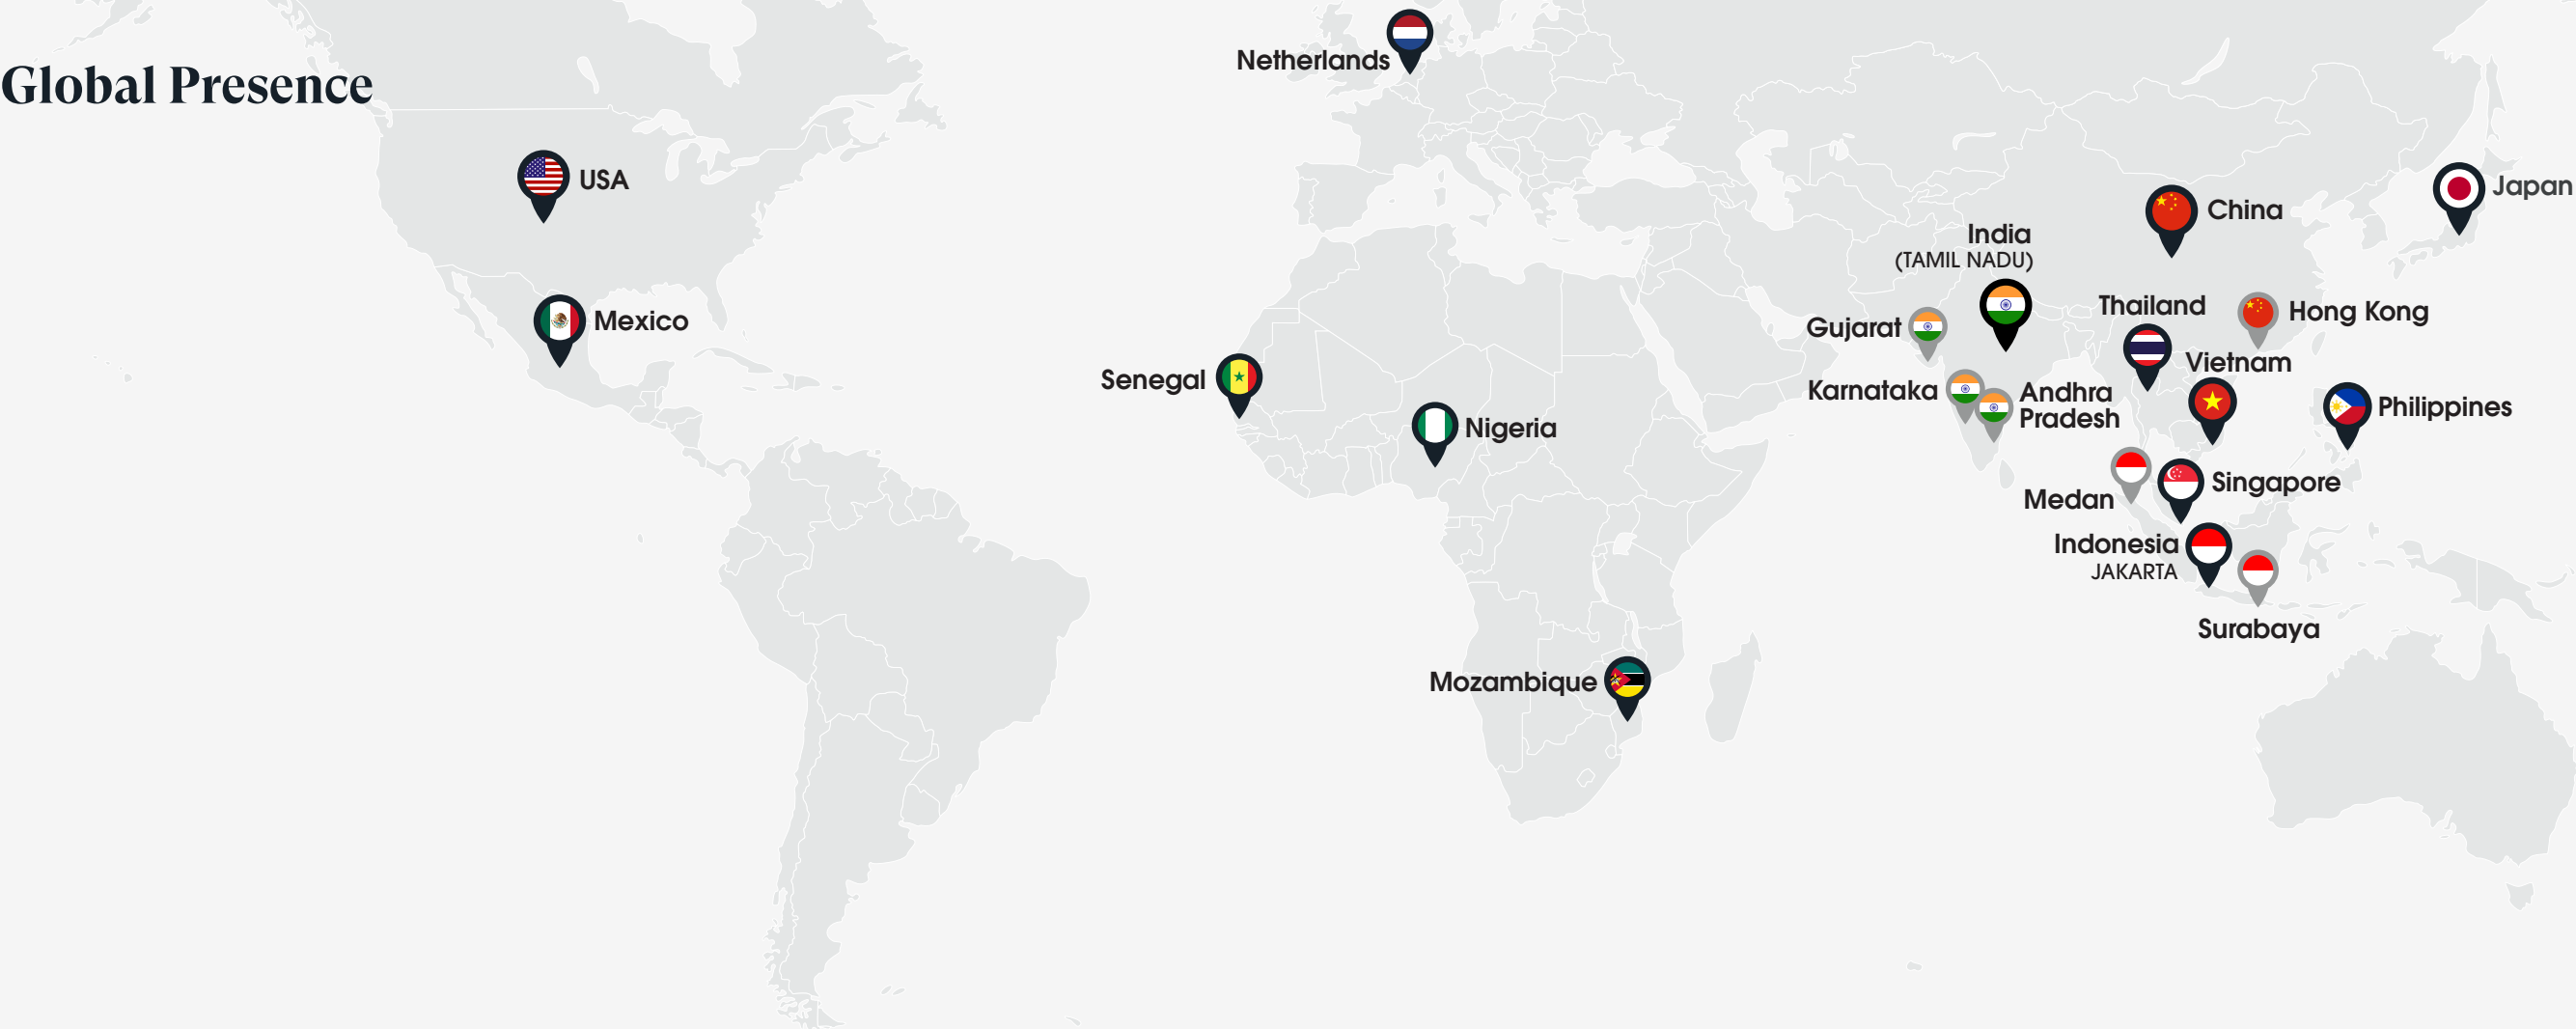 Global Presence
Netherlands
USA
Mexico
Senegal
Nigeria
Mozambique
China
Japan
India
(TAMIL NADU)
Gujarat
Karnataka
Andhra
Pradesh
Thailand
Hong Kong
Vietnam
Philippines
Medan
Singapore
Indonesia
JAKARTA
Surabaya